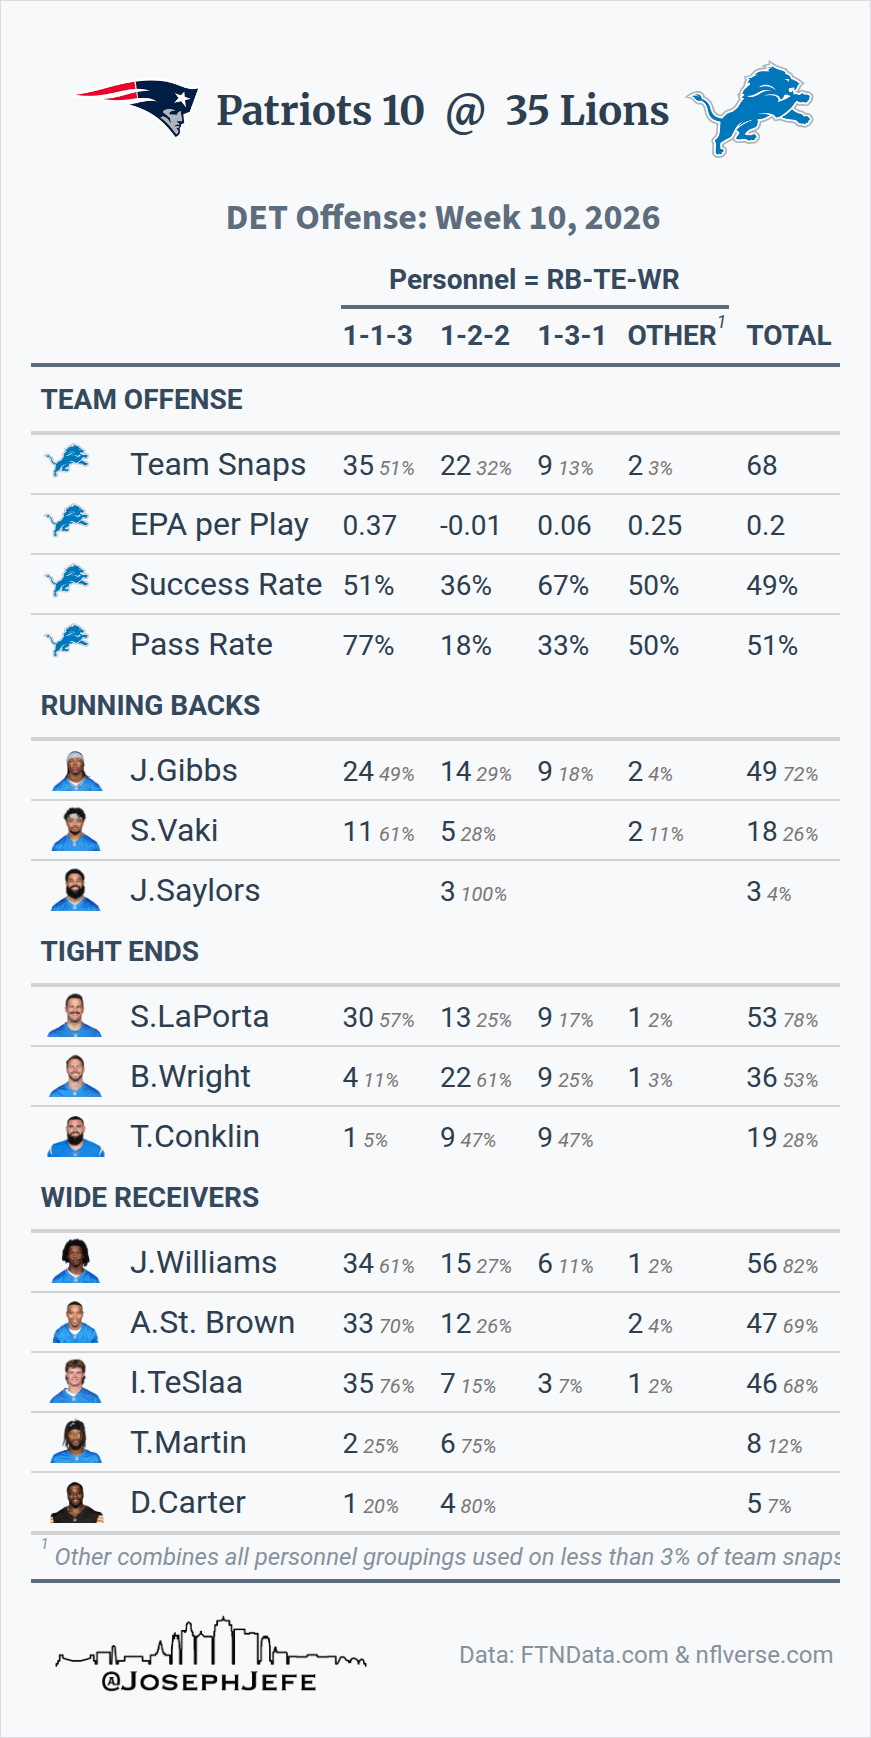 Patriots 10 @ 35 Lions
DET Offense: Week 10, 2026
Personnel = RB-TE-WR
1-1-3 1-2-2 1-3-1 OTHER1 TOTAL
TEAM OFFENSE
Team Snaps 35 51% 22 32% 9 13% 2 3% 68
EPA per Play 0.37 -0.01 0.06 0.25 0.2
Success Rate 51% 36% 67% 50% 49%
Pass Rate 77% 18% 33% 50% 51%
RUNNING BACKS
J.Gibbs 24 49% 14 29% 9 18% 2 4% 49 72%
S.Vaki 11 61% 5 28% 2 11% 18 26%
J.Saylors 3 100% 3 4%
TIGHT ENDS
S.LaPorta 30 57% 13 25% 9 17% 1 2% 53 78%
B.Wright 4 11% 22 61% 9 25% 1 3% 36 53%
T.Conklin 1 5% 9 47% 9 47% 19 28%
WIDE RECEIVERS
J.Williams 34 61% 15 27% 6 11% 1 2% 56 82%
A.St. Brown 33 70% 12 26% 2 4% 47 69%
I.TeSlaa 35 76% 7 15% 3 7% 1 2% 46 68%
T.Martin 2 25% 6 75% 8 12%
D.Carter 1 20% 4 80% 5 7%
1 Other combines all personnel groupings used on less than 3% of team snaps
@JosephJefe
Data: FTNData.com & nflverse.com